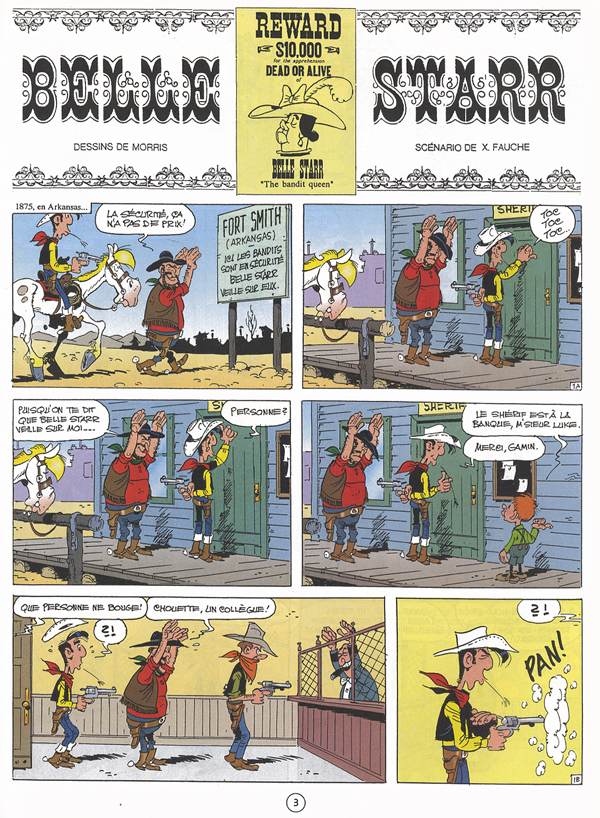 BELLE STARR
REWARD
$10,000
for the apprehension
DEAD OR ALIVE
of
BELLE STARR
"The bandit queen"
DESSINS DE MORRIS
SCÉNARIO DE X. FAUCHE
1875, en Arkansas...
LA SÉCURITÉ, ÇA
N'A PAS DE PRIX!
FORT SMITH
(ARKANSAS)
ICI LES BANDITS
SONT EN SÉCURITÉ
BELLE STARR
VEILLE SUR EUX.
SHERIF
TOC
TOC
TOC...
1A
PUISQU'ON TE DIT
QUE BELLE STARR
VEILLE SUR MOI....
SHERIF
PERSONNE?
SHERIF
LE SHÉRIF EST À LA
BANQUE, M'SIEUR LUKE.
MERCI, GAMIN.
QUE PERSONNE NE BOUGE!
?!
CHOUETTE, UN COLLÈGUE!
?!
PAN!
1B
3